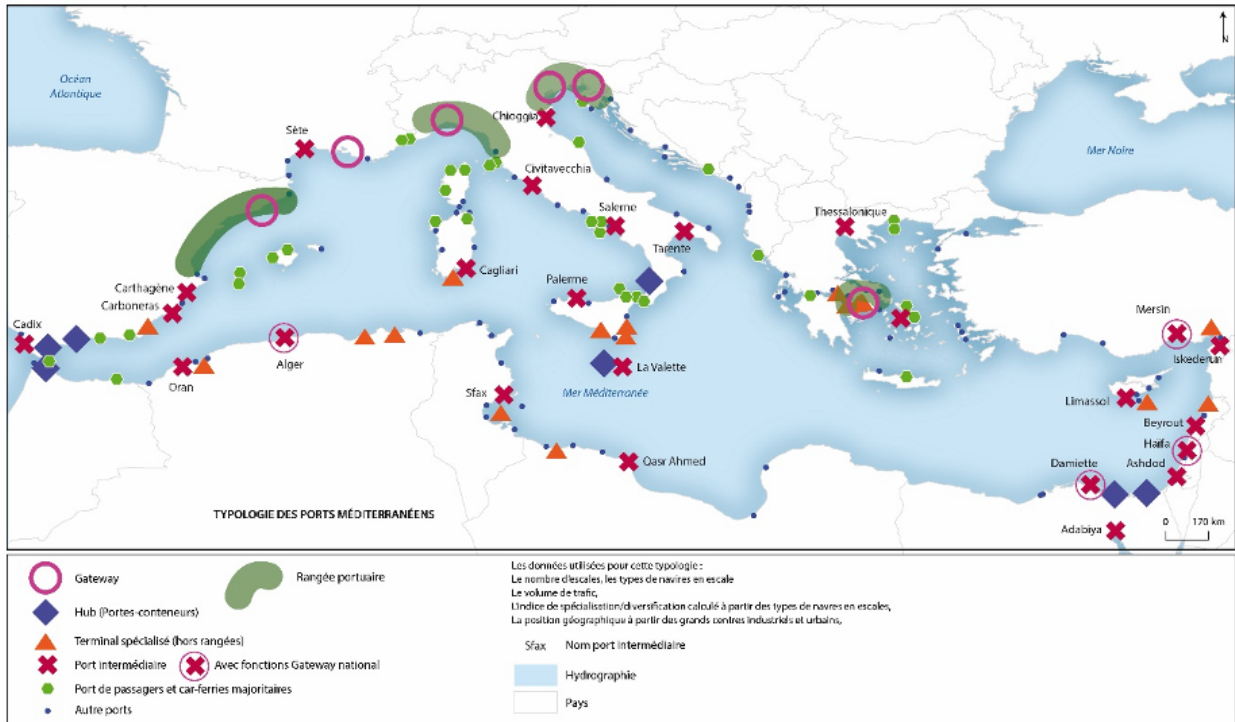 N
Océan
Atlantique
Mer Noire
Chioggia
Sète
Civitavecchia
Salerne
Thessalonique
Tarente
Cagliari
Palerme
Carthagène
Carboneras
Cadix
Mersin
Iskederun
Alger
Oran
La Valette
Mer Méditerranée
Sfax
Limassol
Beyrout
Haïfa
Qasr Ahmed
Damiette
Ashdod
Adabiya
TYPOLOGIE DES PORTS MÉDITERRANÉENS
0 170 km
Gateway
Rangée portuaire
Hub (Portes-conteneurs)
Terminal spécialisé (hors rangées)
Port intermédiaire
Avec fonctions Gateway national
Port de passagers et car-ferries majoritaires
Autre ports
Les données utilisées pour cette typologie :
Le nombre d'escales, les types de navires en escale
Le volume de trafic,
L'indice de spécialisation/diversification calculé à partir des types de navres en escales,
La position géographique à partir des grands centres industriels et urbains,
Sfax Nom port intermédiaire
Hydrographie
Pays